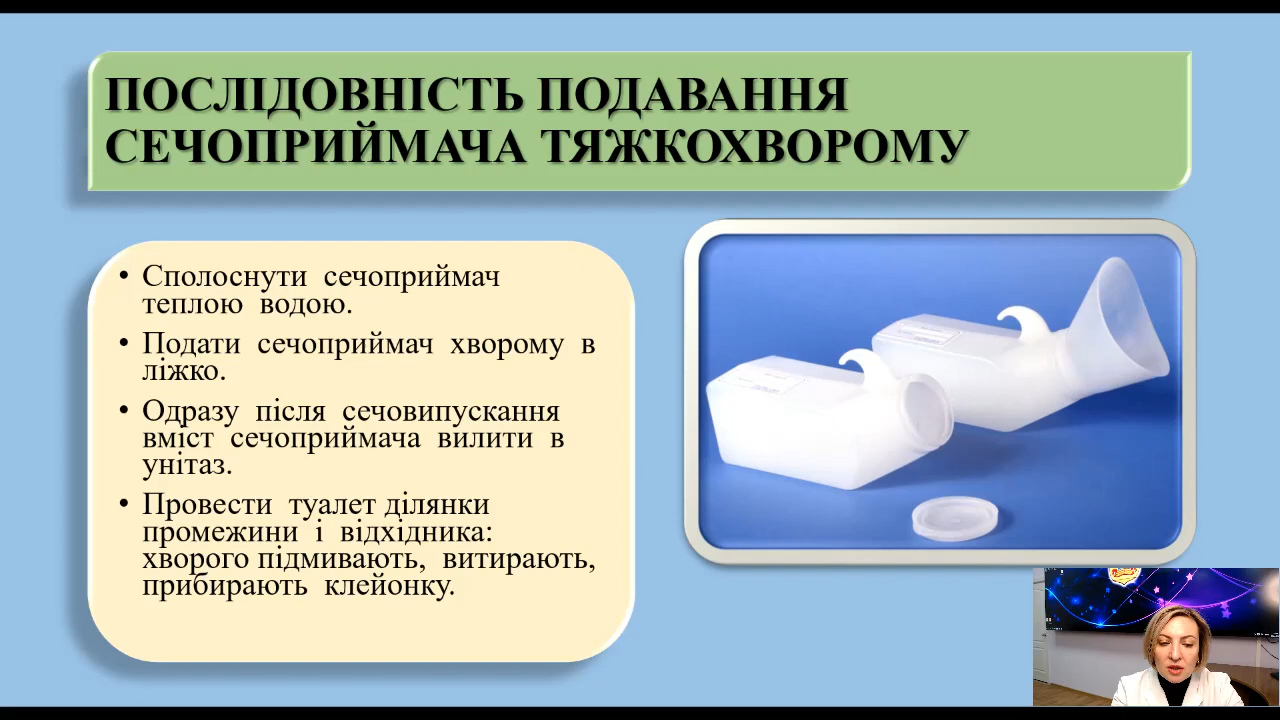 ПОСЛІДОВНІСТЬ ПОДАВАННЯ
СЕЧОПРИЙМАЧА ТЯЖКОХВОРОМУ
• Сполоснути сечоприймач
теплою водою.
• Подати сечоприймач хворому в
ліжко.
• Одразу після сечовипускання
вміст сечоприймача вилити в
унітаз.
• Провести туалет ділянки
промежини і відхідника:
хворого підмивають, витирають,
прибирають клейонку.